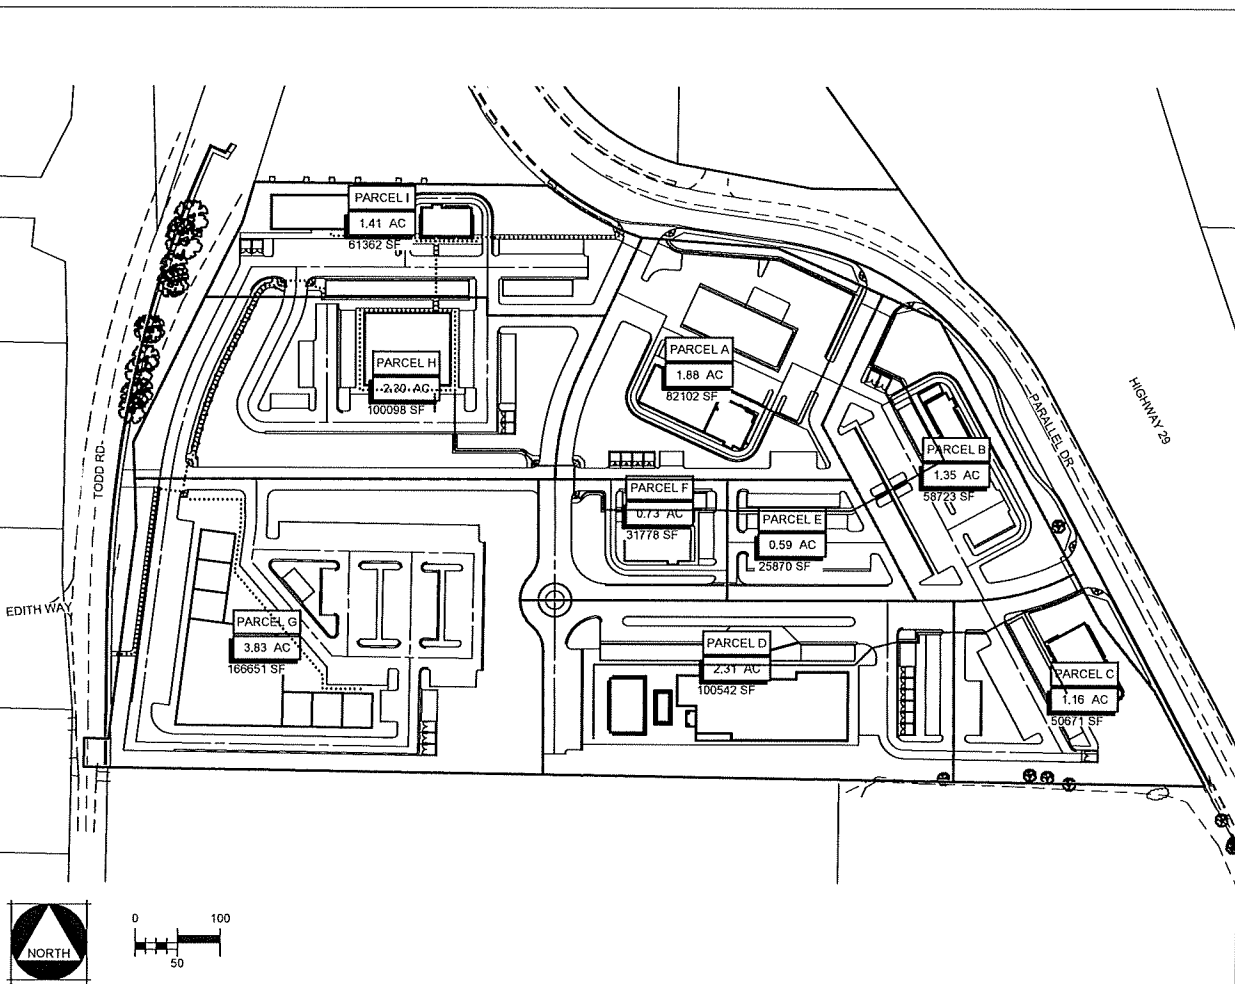 PARCEL I
1.41 AC
61362 SF
PARCEL A
1.88 AC
82102 SF
PARCEL H
2.30 AC
100098 SF
HIGHWAY 29
PARALLEL DR
PARCEL B
1.35 AC
58723 SF
TODD RD.
PARCEL F
0.73 AC
31778 SF
PARCEL E
0.59 AC
25870 SF
EDITH WAY
PARCEL G
3.83 AC
166651 SF
PARCEL D
2.31 AC
100542 SF
PARCEL C
1.16 AC
50671 SF
NORTH
0 100
50